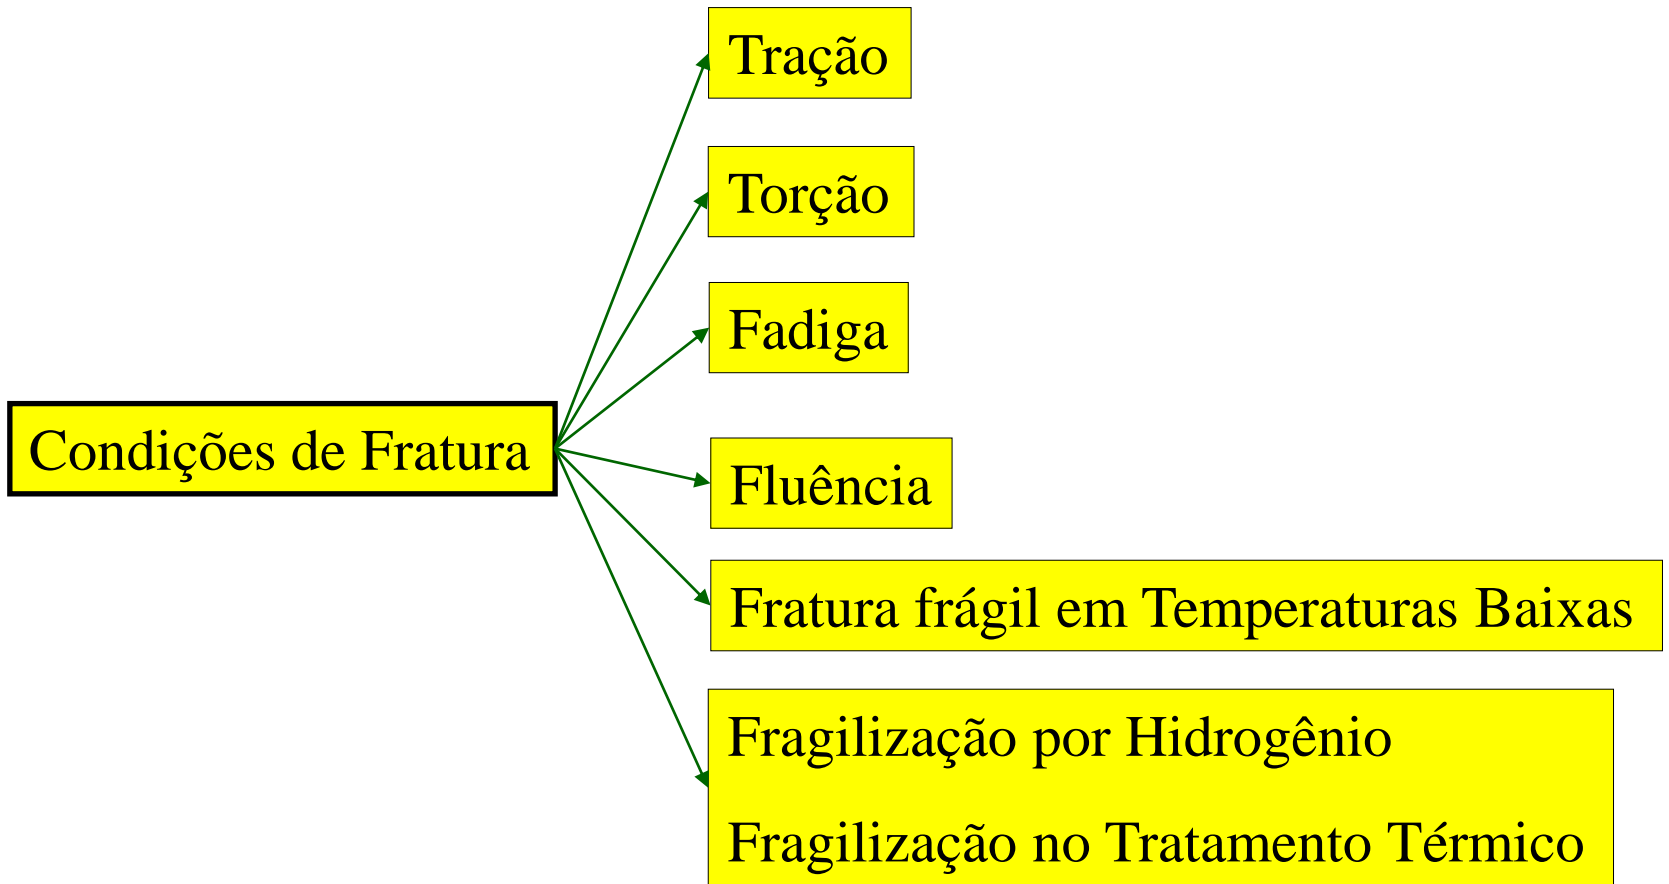 Tração
Torção
Fadiga
Condições de Fratura
Fluência
Fratura frágil em Temperaturas Baixas
Fragilização por Hidrogênio
Fragilização no Tratamento Térmico